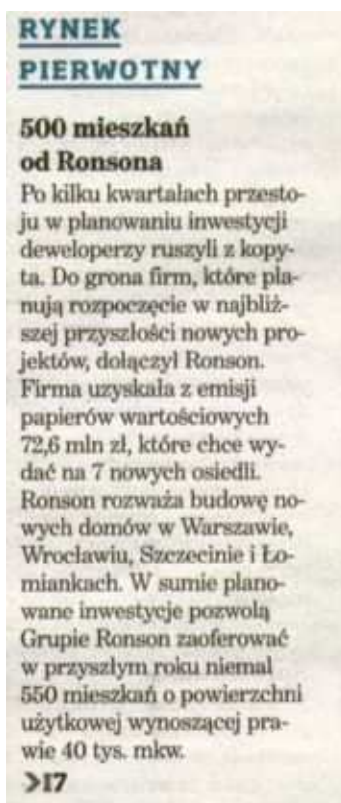 RYNEK
PIERWOTNY
500 mieszkań
od Ronsona
Po kilku kwartałach przesto-
ju w planowaniu inwestycji
deweloperzy ruszyli z kopy-
ta. Do grona firm, które pla-
nują rozpoczęcie w najbliż-
szej przyszłości nowych pro-
jektów, dołączył Ronson.
Firma uzyskała z emisji
papierów wartościowych
72,6 mln zł, które chce wy-
dać na 7 nowych osiedli.
Ronson rozważa budowę no-
wych domów w Warszawie,
Wrocławiu, Szczecinie i Ło-
miankach. W sumie plano-
wane inwestycje pozwolą
Grupie Ronson zaoferować
w przyszłym roku niemal
550 mieszkań o powierzchni
użytkowej wynoszącej pra-
wie 40 tys. mkw.
>17